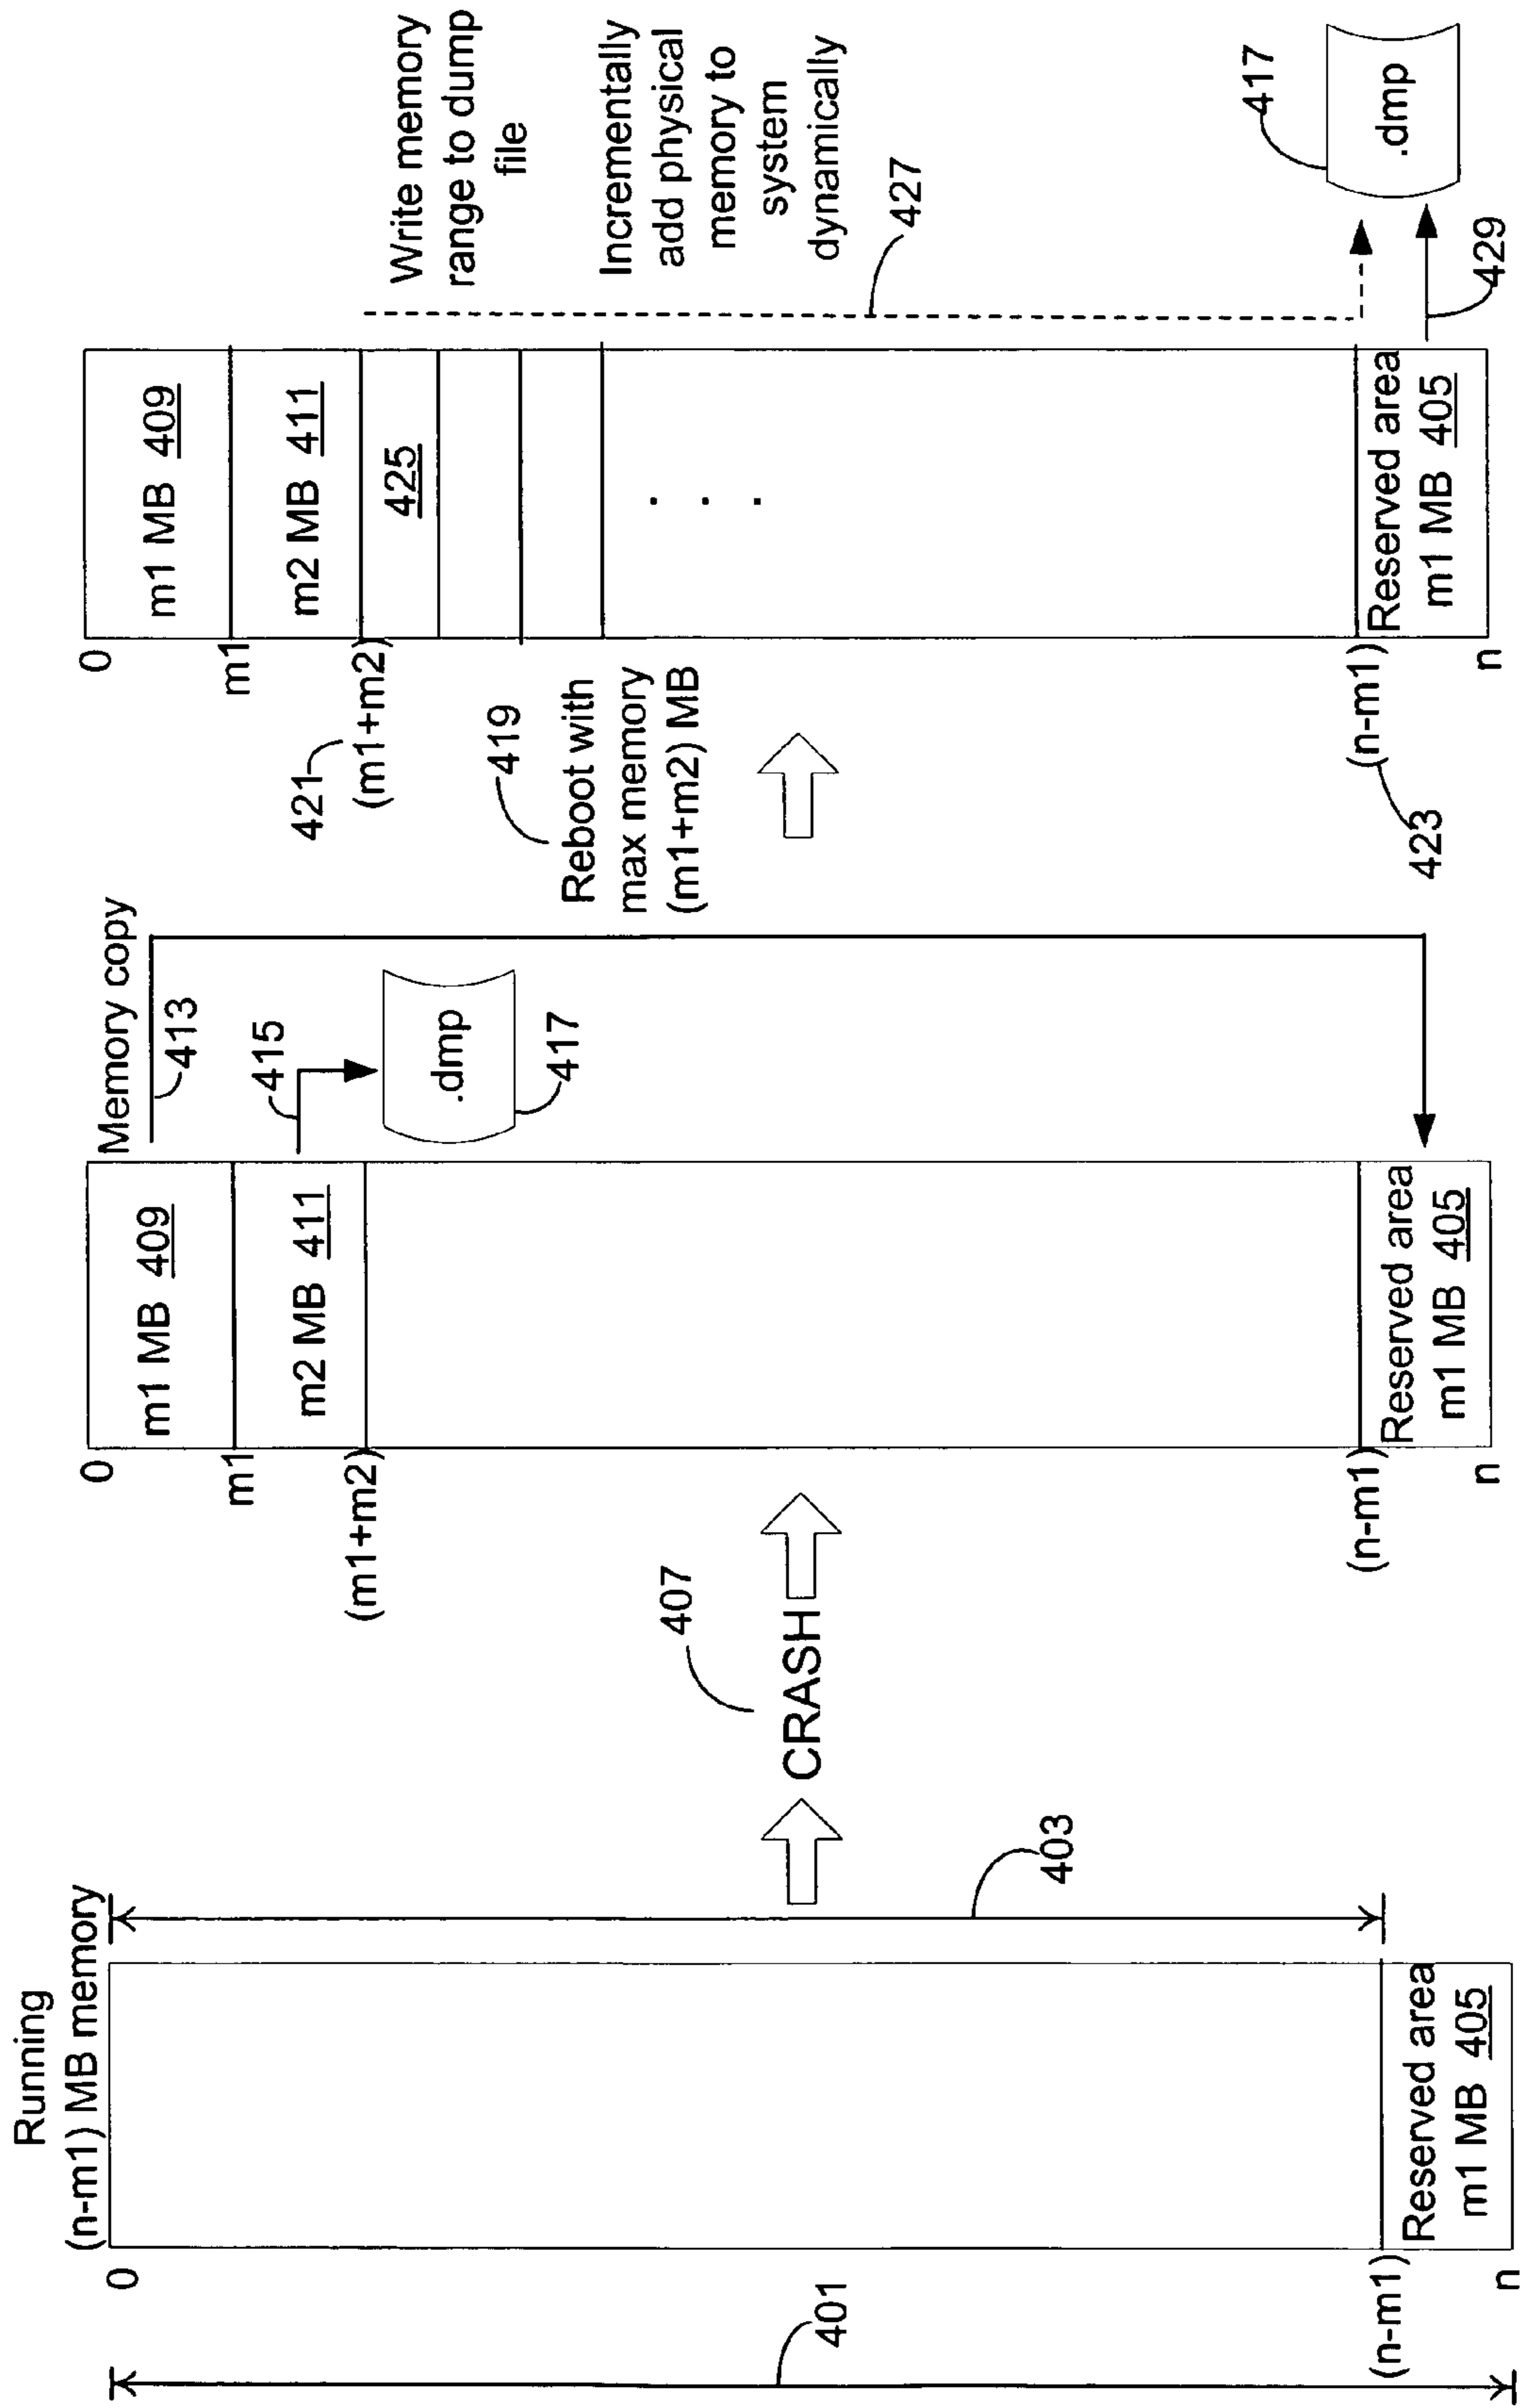 Running
(n-m1) MB memory
0
401
403
(n-m1)
Reserved area
m1 MB 405
n
407
CRASH
Memory copy
413
0
m1 MB 409
m1
415
m2 MB 411
(m1+m2)
.dmp
417
(n-m1)
Reserved area
m1 MB 405
n
419
Reboot with
max memory
(m1+m2) MB
0
m1 MB 409
m1
m2 MB 411
421
(m1+m2)
425
. . .
Write memory
range to dump
file
Incrementally
add physical
memory to
system
dynamically
427
(n-m1)
423
Reserved area
m1 MB 405
n
417
.dmp
429